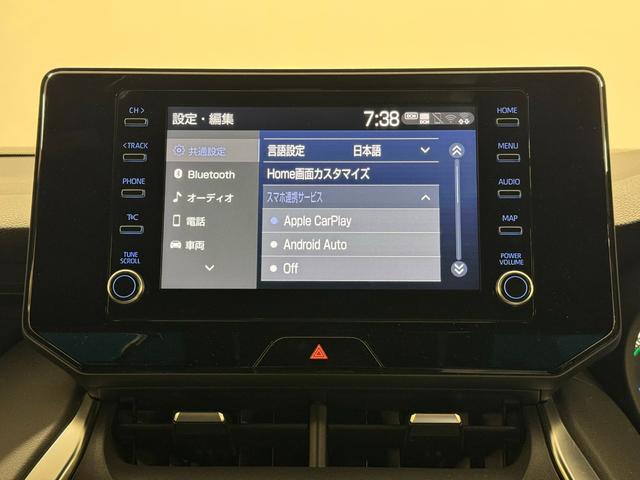 CH >
< TRACK
PHONE
T&C
TUNE
SCROLL
設定・編集
7:38
共通設定
Bluetooth
オーディオ
電話
車両
言語設定 日本語
Home画面カスタマイズ
スマホ連携サービス
Apple CarPlay
Android Auto
Off
HOME
MENU
AUDIO
MAP
POWER
VOLUME